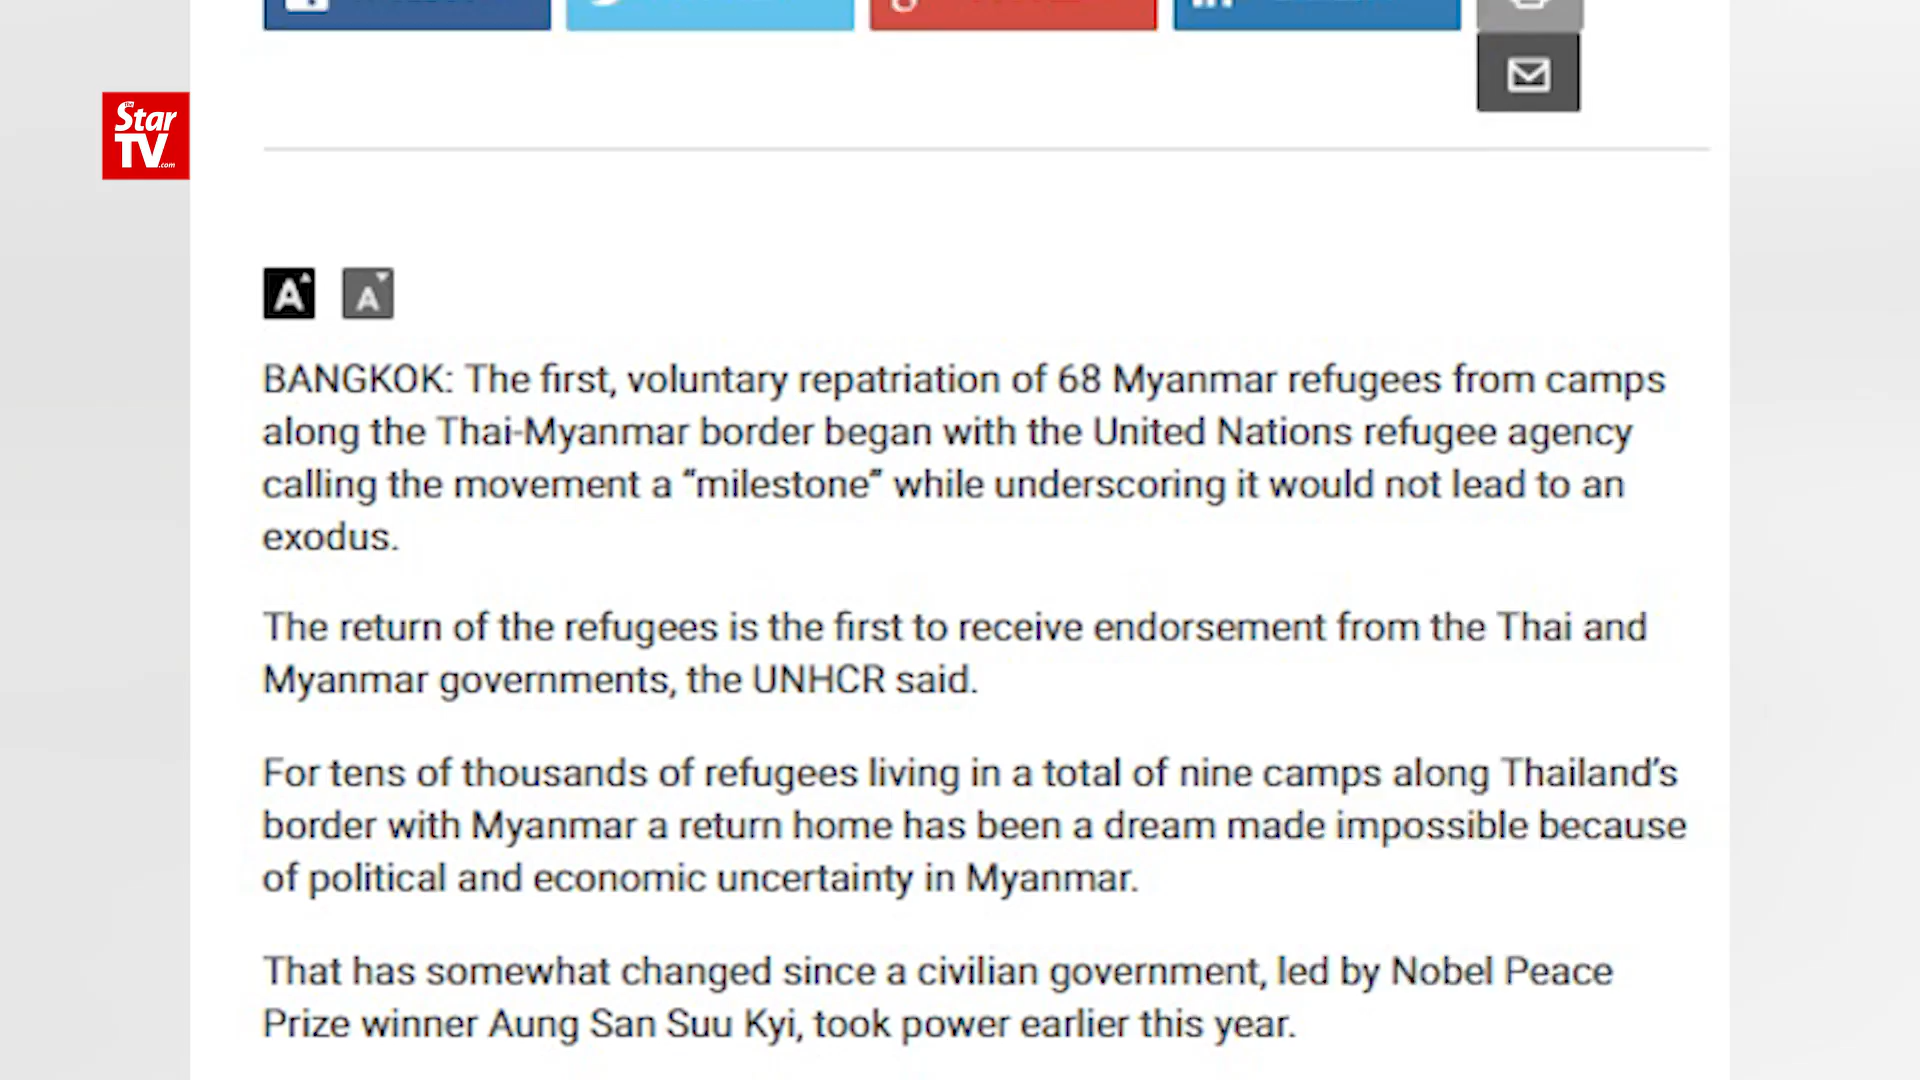 The Star
TV.com
A A
BANGKOK: The first, voluntary repatriation of 68 Myanmar refugees from camps
along the Thai-Myanmar border began with the United Nations refugee agency
calling the movement a “milestone” while underscoring it would not lead to an
exodus.
The return of the refugees is the first to receive endorsement from the Thai and
Myanmar governments, the UNHCR said.
For tens of thousands of refugees living in a total of nine camps along Thailand’s
border with Myanmar a return home has been a dream made impossible because
of political and economic uncertainty in Myanmar.
That has somewhat changed since a civilian government, led by Nobel Peace
Prize winner Aung San Suu Kyi, took power earlier this year.